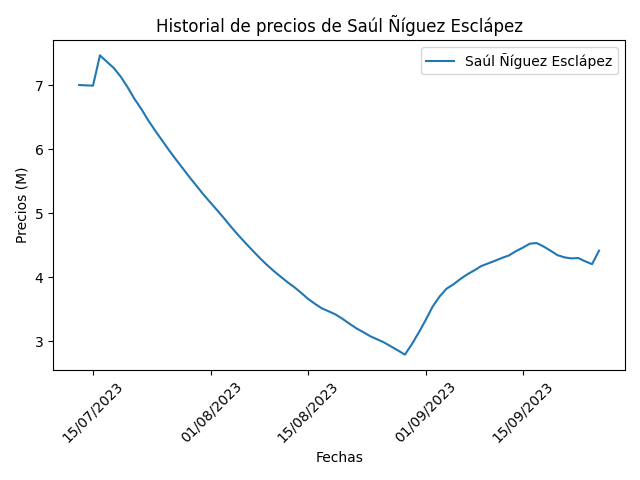 Historial de precios de Saúl Ñíguez Esclápez
Saúl Ñíguez Esclápez
Precios (M)
7
6
5
4
3
15/07/2023
01/08/2023
15/08/2023
01/09/2023
15/09/2023
Fechas